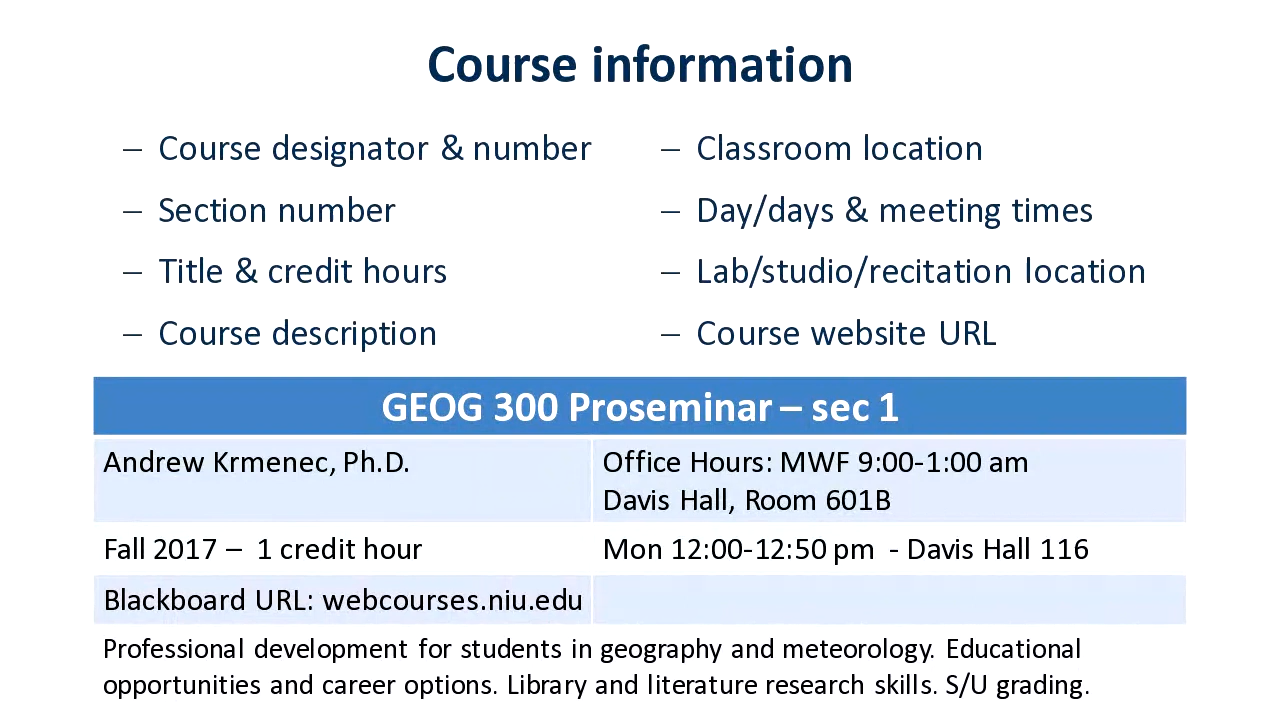 Course information
– Course designator & number
– Section number
– Title & credit hours
– Course description
– Classroom location
– Day/days & meeting times
– Lab/studio/recitation location
– Course website URL
GEOG 300 Proseminar – sec 1
Andrew Krmenec, Ph.D.
Office Hours: MWF 9:00-1:00 am
Davis Hall, Room 601B
Fall 2017 – 1 credit hour
Mon 12:00-12:50 pm - Davis Hall 116
Blackboard URL: webcourses.niu.edu
Professional development for students in geography and meteorology. Educational
opportunities and career options. Library and literature research skills. S/U grading.